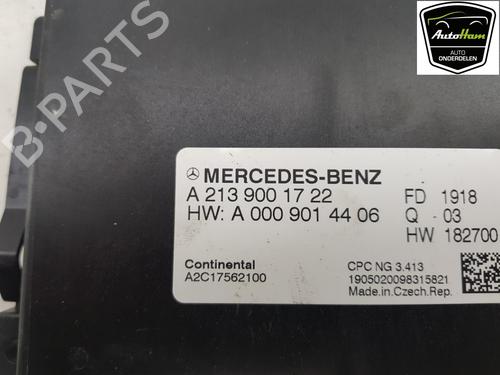 AutoHam
AUTO
ONDERDELEN
B-PARTS
MERCEDES-BENZ
A 213 900 17 22
HW: A 000 901 44 06
FD 1918
Q - 03
HW 182700
Continental
A2C17562100
CPC NG 3.413
1905020098315821
Made.in.Czech.Rep.